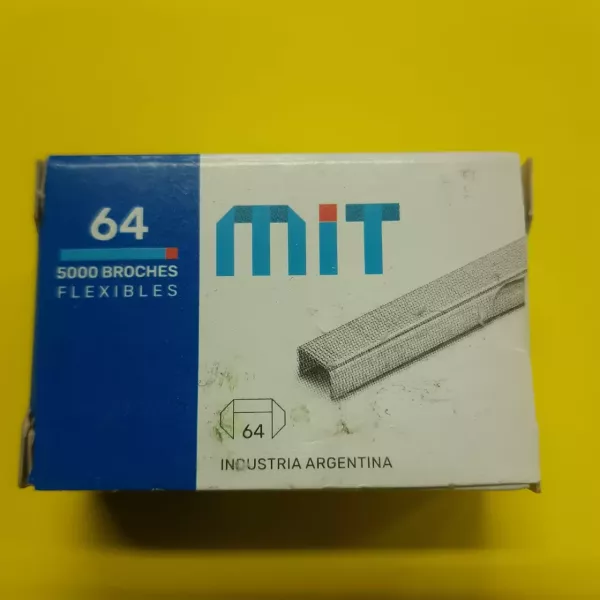 64
5000 BROCHES
FLEXIBLES
MiT
64
INDUSTRIA ARGENTINA